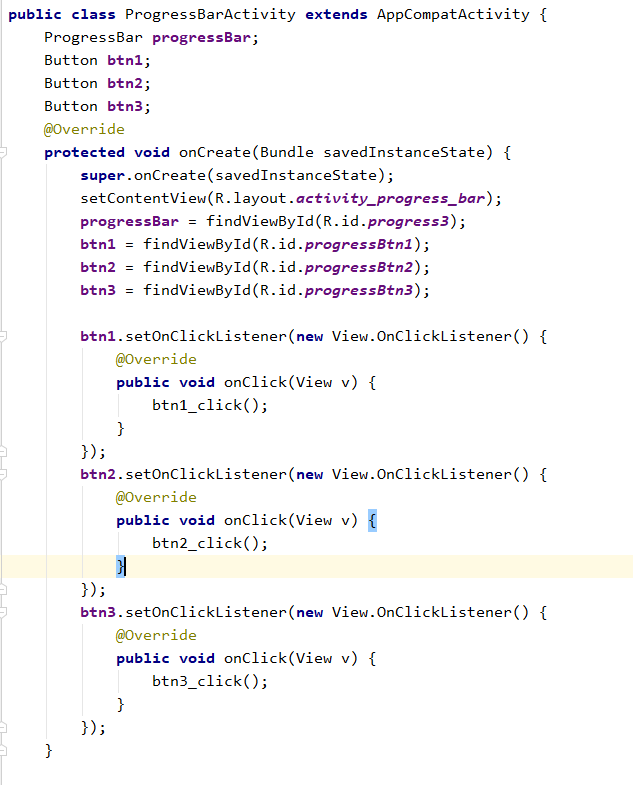 public class ProgressBarActivity extends AppCompatActivity {
    ProgressBar progressBar;
    Button btn1;
    Button btn2;
    Button btn3;
    @Override
    protected void onCreate(Bundle savedInstanceState) {
        super.onCreate(savedInstanceState);
        setContentView(R.layout.activity_progress_bar);
        progressBar = findViewById(R.id.progress3);
        btn1 = findViewById(R.id.progressBtn1);
        btn2 = findViewById(R.id.progressBtn2);
        btn3 = findViewById(R.id.progressBtn3);

        btn1.setOnClickListener(new View.OnClickListener() {
            @Override
            public void onClick(View v) {
                btn1_click();
            }
        });
        btn2.setOnClickListener(new View.OnClickListener() {
            @Override
            public void onClick(View v) {
                btn2_click();
            }
        });
        btn3.setOnClickListener(new View.OnClickListener() {
            @Override
            public void onClick(View v) {
                btn3_click();
            }
        });
    }